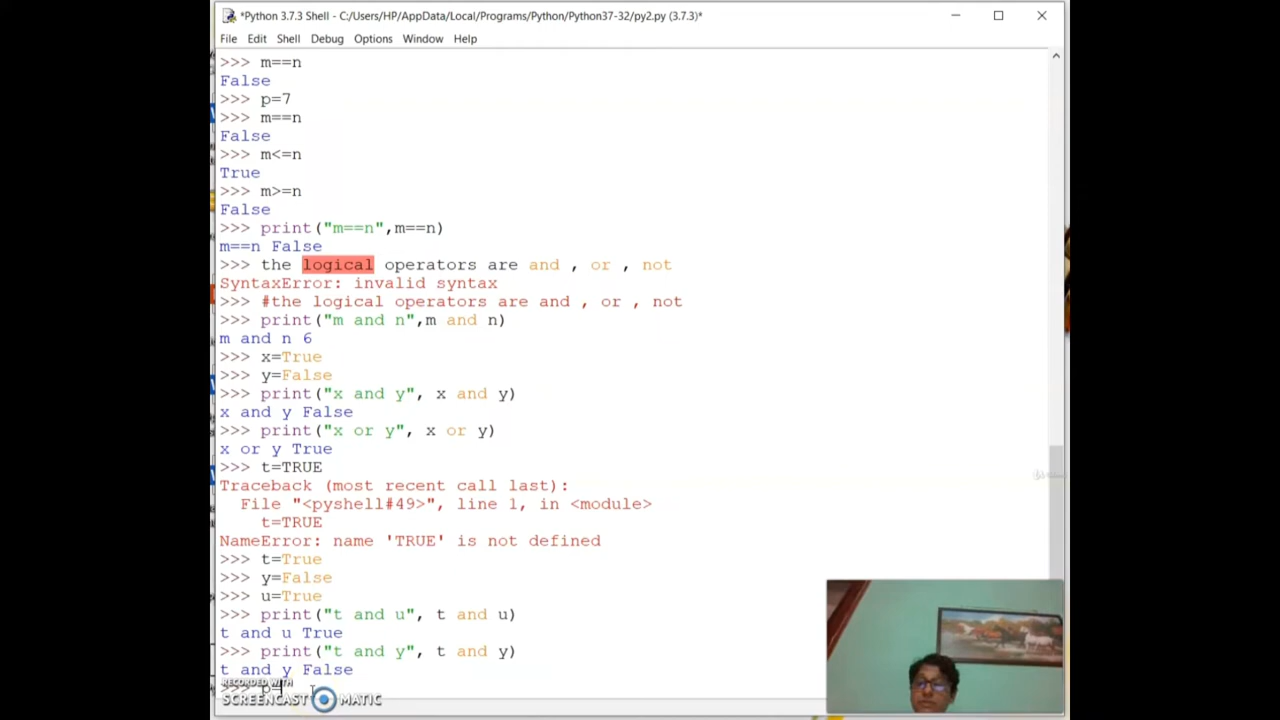 *Python 3.7.3 Shell - C:/Users/HP/AppData/Local/Programs/Python/Python37-32/py2.py (3.7.3)*
File Edit Shell Debug Options Window Help
>>> m==n
False
>>> p=7
>>> m==n
False
>>> m<=n
True
>>> m>=n
False
>>> print("m==n",m==n)
m==n False
>>> the logical operators are and , or , not
SyntaxError: invalid syntax
>>> #the logical operators are and , or , not
>>> print("m and n",m and n)
m and n 6
>>> x=True
>>> y=False
>>> print("x and y", x and y)
x and y False
>>> print("x or y", x or y)
x or y True
>>> t=TRUE
Traceback (most recent call last):
  File "<pyshell#49>", line 1, in <module>
    t=TRUE
NameError: name 'TRUE' is not defined
>>> t=True
>>> y=False
>>> u=True
>>> print("t and u", t and u)
t and u True
>>> print("t and y", t and y)
t and y False
>>> p=
RECORDED WITH
SCREENCAST MATIC